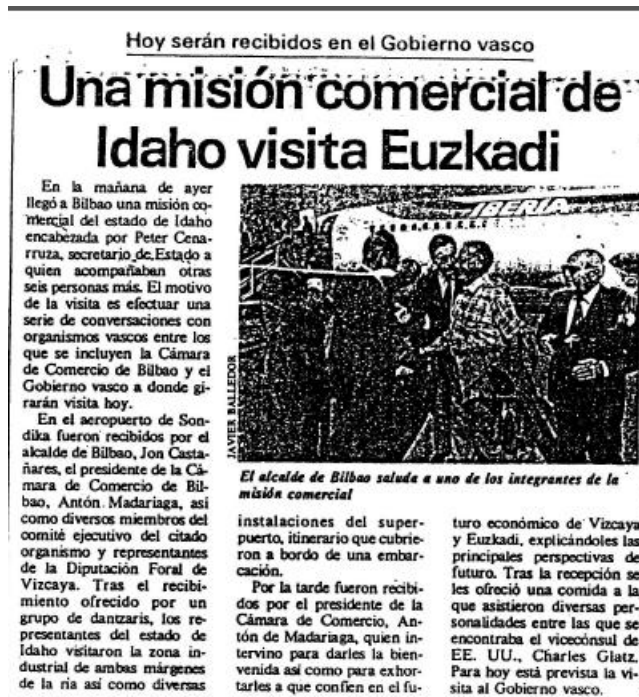 Hoy serán recibidos en el Gobierno vasco
Una misión comercial de
Idaho visita Euzkadi
En la mañana de ayer
llegó a Bilbao una misión co-
mercial del estado de Idaho
encabezada por Peter Cena-
rruza, secretario de Estado a
quien acompañaban otras
seis personas más. El motivo
de la visita es efectuar una
serie de conversaciones con
organismos vascos entre los
que se incluyen la Cámara
de Comercio de Bilbao y el
Gobierno vasco a donde gi-
rarán visita hoy.
En el aeropuerto de Son-
dika fueron recibidos por el
alcalde de Bilbao, Jon Casta-
ñares, el presidente de la Cá-
mara de Comercio de Bil-
bao, Antón Madariaga, así
como diversos miembros del
comité ejecutivo del citado
organismo y representantes
de la Diputación Foral de
Vizcaya. Tras el recibi-
miento ofrecido por un
grupo de dantzaris, los re-
presentantes del estado de
Idaho visitaron la zona in-
dustrial de ambas márgenes
de la ría así como diversas
IBERIA
JAVIER BALLEDOR
El alcalde de Bilbao saluda a uno de los integrantes de la
misión comercial
instalaciones del super-
puerto, itinerario que cubrie-
ron a bordo de una embar-
cación.
Por la tarde fueron recibi-
dos por el presidente de la
Cámara de Comercio, An-
tón de Madariaga, quien in-
tervino para darles la bien-
venida así como para exhor-
tarles a que confíen en el fu-
turo económico de Vizcaya
y Euzkadi, explicándoles las
principales perspectivas de
futuro. Tras la recepción se
les ofreció una comida a la
que asistieron diversas per-
sonalidades entre las que se
encontraba el vicecónsul de
EE. UU., Charles Glatz.
Para hoy está prevista la vi-
sita al Gobierno vasco.